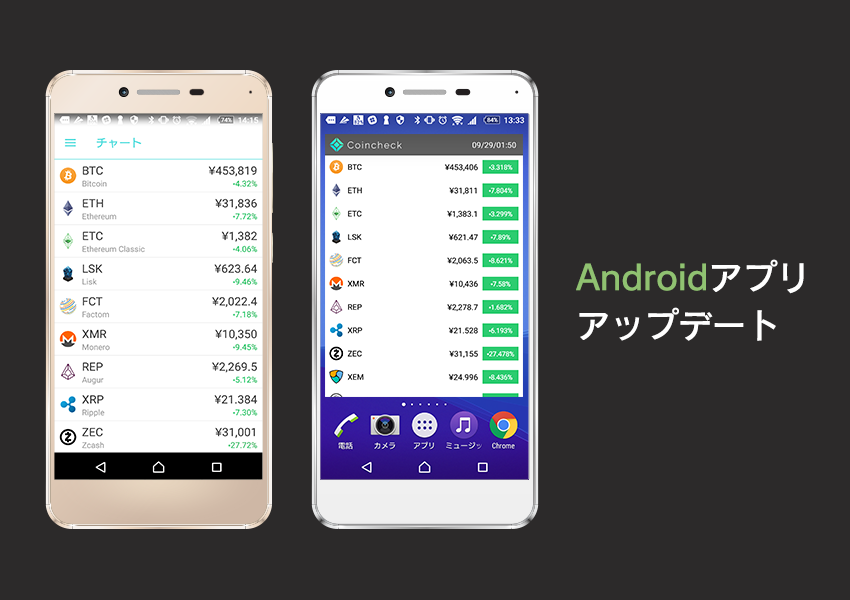 74% 14:15
チャート
BTC ¥453,819
Bitcoin -4.32%
ETH ¥31,836
Ethereum -7.72%
ETC ¥1,382
Ethereum Classic -4.06%
LSK ¥623.64
Lisk -9.46%
FCT ¥2,022.4
Factom -7.18%
XMR ¥10,350
Monero -9.45%
REP ¥2,269.5
Augur -5.12%
XRP ¥21.384
Ripple -7.30%
ZEC ¥31,001
Zcash -27.72%
84% 13:33
Coincheck 09/29/01:50
BTC ¥453,406 -3.318%
ETH ¥31,811 -7.804%
ETC ¥1,383.1 -3.299%
LSK ¥621.47 -7.89%
FCT ¥2,063.5 -8.621%
XMR ¥10,436 -7.58%
REP ¥2,278.7 -1.682%
XRP ¥21.528 -6.193%
ZEC ¥31,155 -27.478%
XEM ¥24.996 -8.436%
電話 カメラ アプリ ミュージッ Chrome
Androidアプリ
アップデート